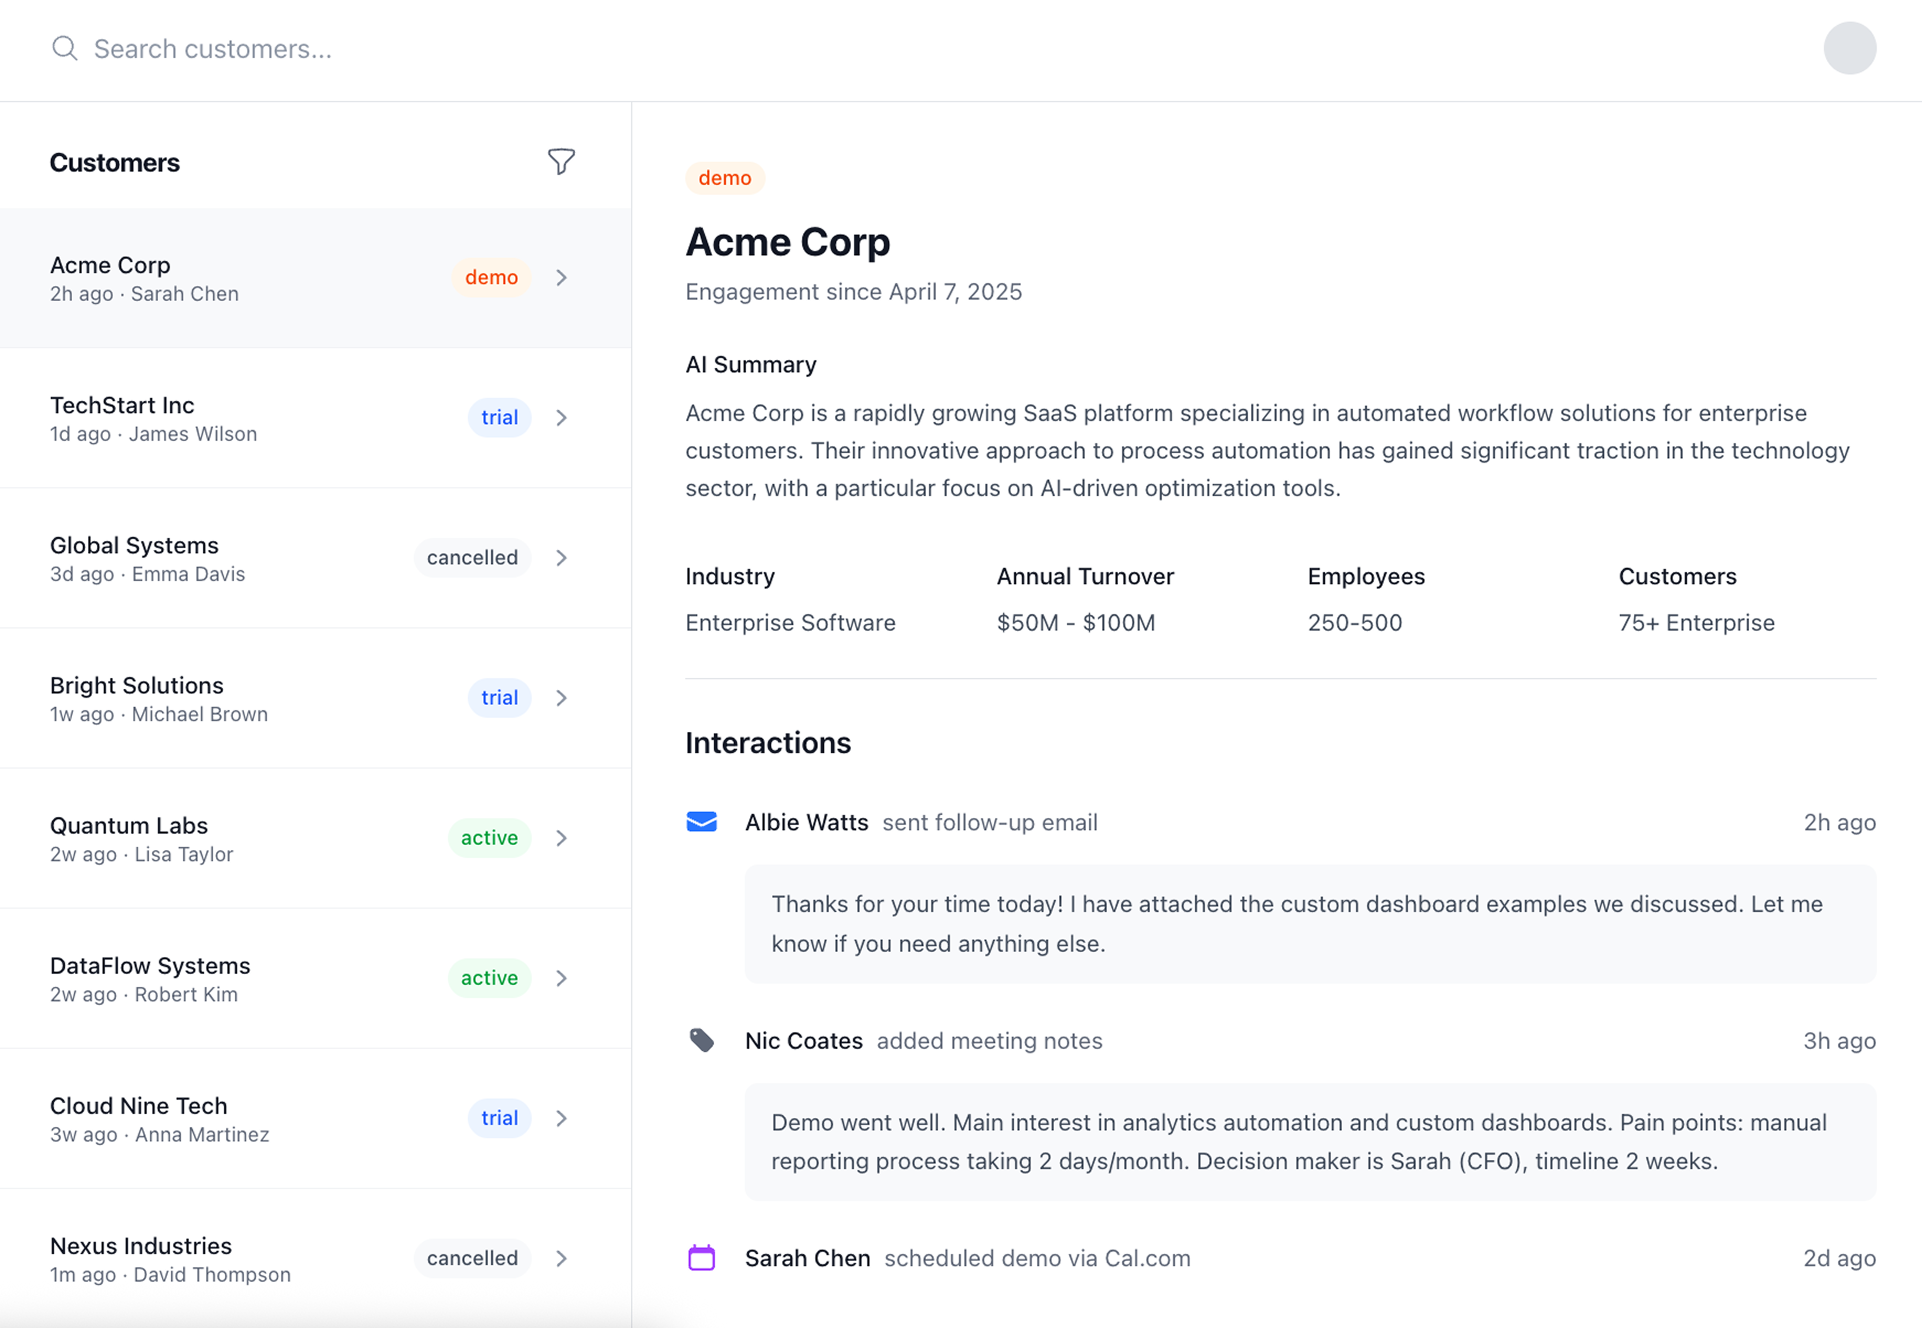 Search customers...
Customers
Acme Corp
2h ago · Sarah Chen
demo
TechStart Inc
1d ago · James Wilson
trial
Global Systems
3d ago · Emma Davis
cancelled
Bright Solutions
1w ago · Michael Brown
trial
Quantum Labs
2w ago · Lisa Taylor
active
DataFlow Systems
2w ago · Robert Kim
active
Cloud Nine Tech
3w ago · Anna Martinez
trial
Nexus Industries
1m ago · David Thompson
cancelled
demo
Acme Corp
Engagement since April 7, 2025
AI Summary
Acme Corp is a rapidly growing SaaS platform specializing in automated workflow solutions for enterprise
customers. Their innovative approach to process automation has gained significant traction in the technology
sector, with a particular focus on AI-driven optimization tools.
Industry
Enterprise Software
Annual Turnover
$50M - $100M
Employees
250-500
Customers
75+ Enterprise
Interactions
Albie Watts sent follow-up email 2h ago
Thanks for your time today! I have attached the custom dashboard examples we discussed. Let me
know if you need anything else.
Nic Coates added meeting notes 3h ago
Demo went well. Main interest in analytics automation and custom dashboards. Pain points: manual
reporting process taking 2 days/month. Decision maker is Sarah (CFO), timeline 2 weeks.
Sarah Chen scheduled demo via Cal.com 2d ago